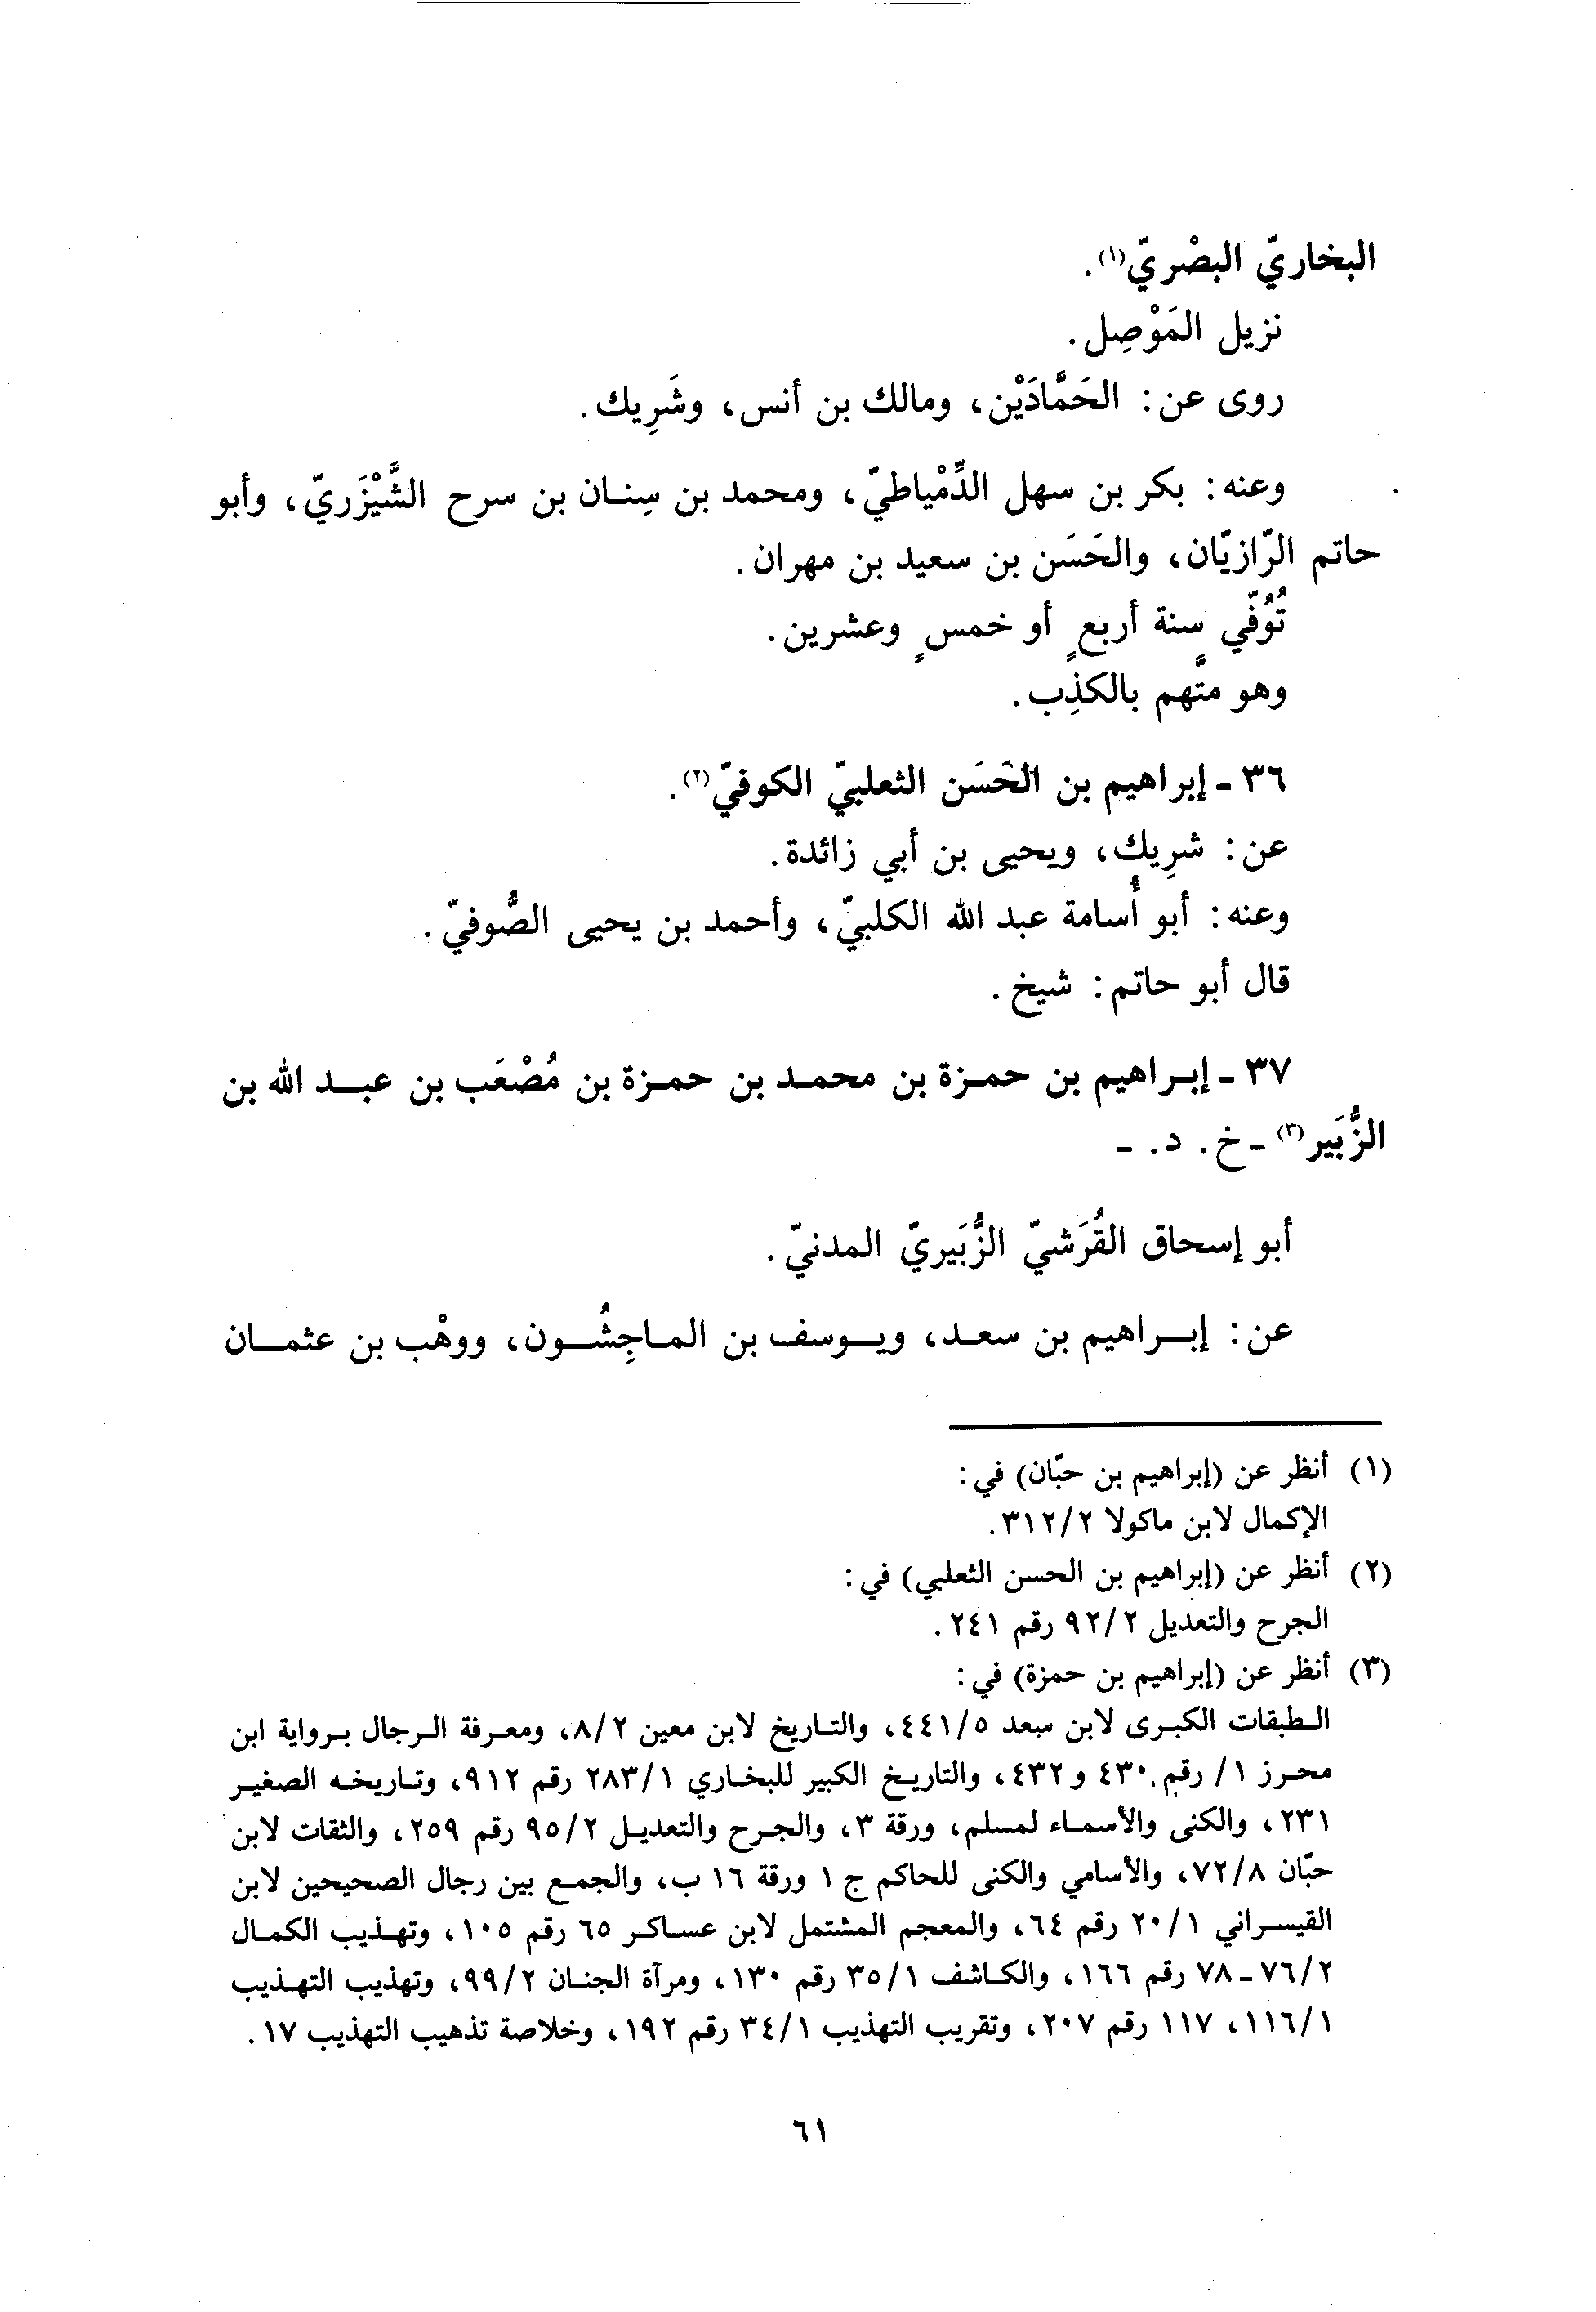 البخاريّ البصْريّ(١).
نزيل المَوْصِل.
روى عن: الحَمَّادَيْن، ومالك بن أنس، وشَرِيك.
وعنه: بكر بن سهل الدِّمْياطيّ، ومحمد بن سِنـان بن سرح الشَّيْزَريّ، وأبو
حاتم الرّازيّان، والحَسَن بن سعيد بن مهران.
تُوُفّي سنة أربعٍ أو خمسٍ وعشرين.
وهو متَّهم بالكذِب.
٣٦ - إبراهيم بن الحَسَن الثعلبيّ الكوفيّ(٢).
عن: شرِيك، ويحيى بن أبي زائدة.
وعنه: أبو أُسامة عبد الله الكلبيّ، وأحمد بن يحيى الصُّوفيّ.
قال أبو حاتم: شيخ.
٣٧ - إبـراهيم بن حمـزة بن محمـد بن حمـزة بن مُصْعَب بن عبـد الله بن
الزُّبَير(٣) - خ. د. -
أبو إسحاق القُرَشيّ الزُّبَيريّ المدنيّ.
عن: إبـراهيم بن سعـد، ويـوسف بن المـاجِشُـون، ووهْب بن عثمـان
(١) أنظر عن (إبراهيم بن حبّان) في:
الإكمال لابن ماكولا ٣١٢/٢.
(٢) أنظر عن (إبراهيم بن الحسن الثعلبي) في:
الجرح والتعديل ٩٢/٢ رقم ٢٤١.
(٣) أنظر عن (إبراهيم بن حمزة) في:
الـطبقات الكبـرى لابن سعد ٤٤١/٥، والتـاريخ لابن معين ٨/٢، ومعـرفة الـرجال بـرواية ابن
محـرز ١/ رقم ٤٣٠ و ٤٣٢، والتاريـخ الكبير للبخـاري ٢٨٣/١ رقم ٩١٢، وتـاريخـه الصغيـر
٢٣١، والكنى والأسمـاء لمسلم، ورقة ٣، والجـرح والتعديـل ٩٥/٢ رقم ٢٥٩، والثقات لابن
حبّان ٧٢/٨، والأسامي والكنى للحاكم ج ١ ورقة ١٦ ب، والجمـع بين رجال الصحيحين لابن
القيسـراني ٢٠/١ رقم ٦٤، والمعجم المشتمل لابن عسـاكـر ٦٥ رقم ١٠٥، وتهـذيب الكمـال
٧٦/٢ - ٧٨ رقم ١٦٦، والكـاشف ٣٥/١ رقم ١٣٠، ومرآة الجنـان ٩٩/٢، وتهذيب التهـذيب
١١٦/١، ١١٧ رقم ٢٠٧، وتقريب التهذيب ٣٤/١ رقم ١٩٢، وخلاصة تذهيب التهذيب ١٧.
٦١